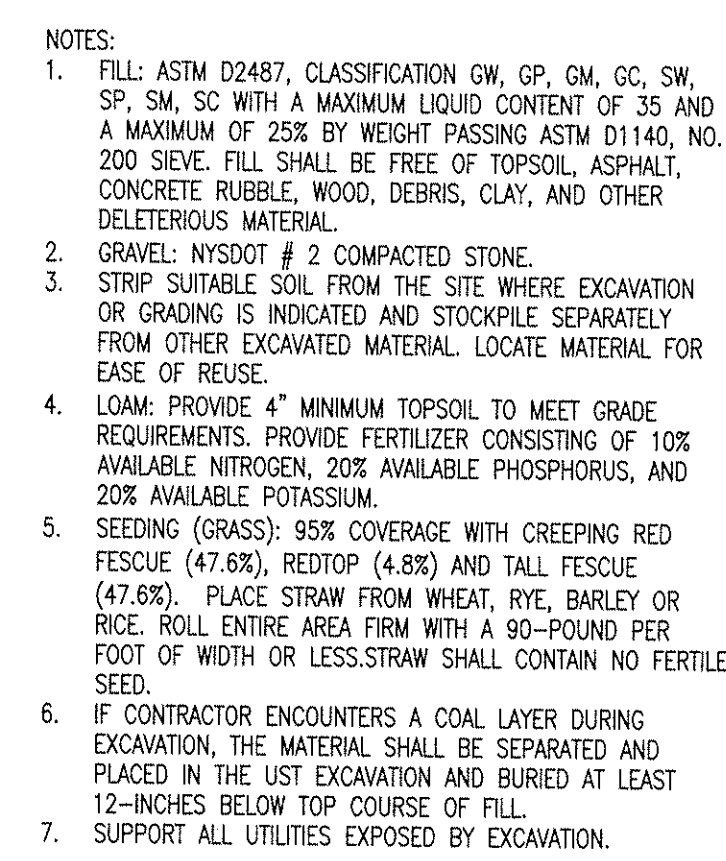 NOTES:
1. FILL: ASTM D2487, CLASSIFICATION GW, GP, GM, GC, SW,
SP, SM, SC WITH A MAXIMUM LIQUID CONTENT OF 35 AND
A MAXIMUM OF 25% BY WEIGHT PASSING ASTM D1140, NO.
200 SIEVE. FILL SHALL BE FREE OF TOPSOIL, ASPHALT,
CONCRETE RUBBLE, WOOD, DEBRIS, CLAY, AND OTHER
DELETERIOUS MATERIAL.
2. GRAVEL: NYSDOT # 2 COMPACTED STONE.
3. STRIP SUITABLE SOIL FROM THE SITE WHERE EXCAVATION
OR GRADING IS INDICATED AND STOCKPILE SEPARATELY
FROM OTHER EXCAVATED MATERIAL. LOCATE MATERIAL FOR
EASE OF REUSE.
4. LOAM: PROVIDE 4" MINIMUM TOPSOIL TO MEET GRADE
REQUIREMENTS. PROVIDE FERTILIZER CONSISTING OF 10%
AVAILABLE NITROGEN, 20% AVAILABLE PHOSPHORUS, AND
20% AVAILABLE POTASSIUM.
5. SEEDING (GRASS): 95% COVERAGE WITH CREEPING RED
FESCUE (47.6%), REDTOP (4.8%) AND TALL FESCUE
(47.6%). PLACE STRAW FROM WHEAT, RYE, BARLEY OR
RICE. ROLL ENTIRE AREA FIRM WITH A 90-POUND PER
FOOT OF WIDTH OR LESS.STRAW SHALL CONTAIN NO FERTILE
SEED.
6. IF CONTRACTOR ENCOUNTERS A COAL LAYER DURING
EXCAVATION, THE MATERIAL SHALL BE SEPARATED AND
PLACED IN THE UST EXCAVATION AND BURIED AT LEAST
12-INCHES BELOW TOP COURSE OF FILL.
7. SUPPORT ALL UTILITIES EXPOSED BY EXCAVATION.